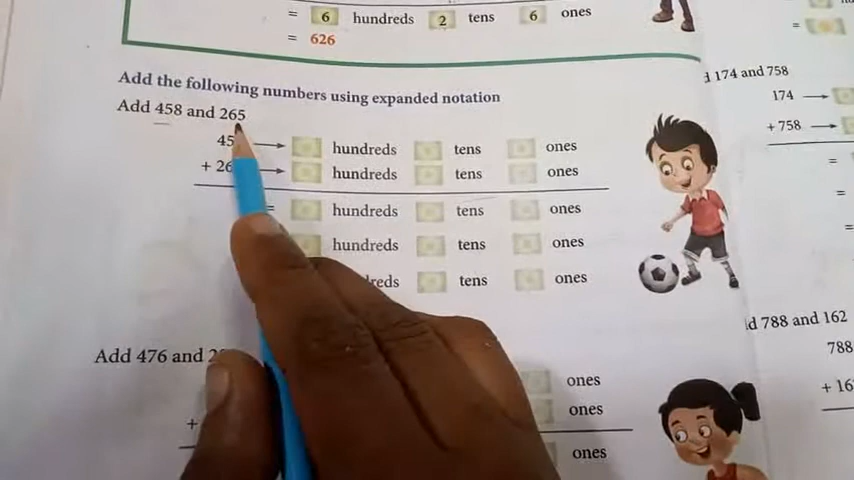 = 6 hundreds 2 tens 6 ones
= 626
Add the following numbers using expanded notation
Add 458 and 265
hundreds tens ones
+ hundreds tens ones
= hundreds tens ones
hundreds tens ones
tens ones
Add 476 and
ones
+ ones
ones
174 and 758
174
+ 758
=
=
=
788 and 162
788
+